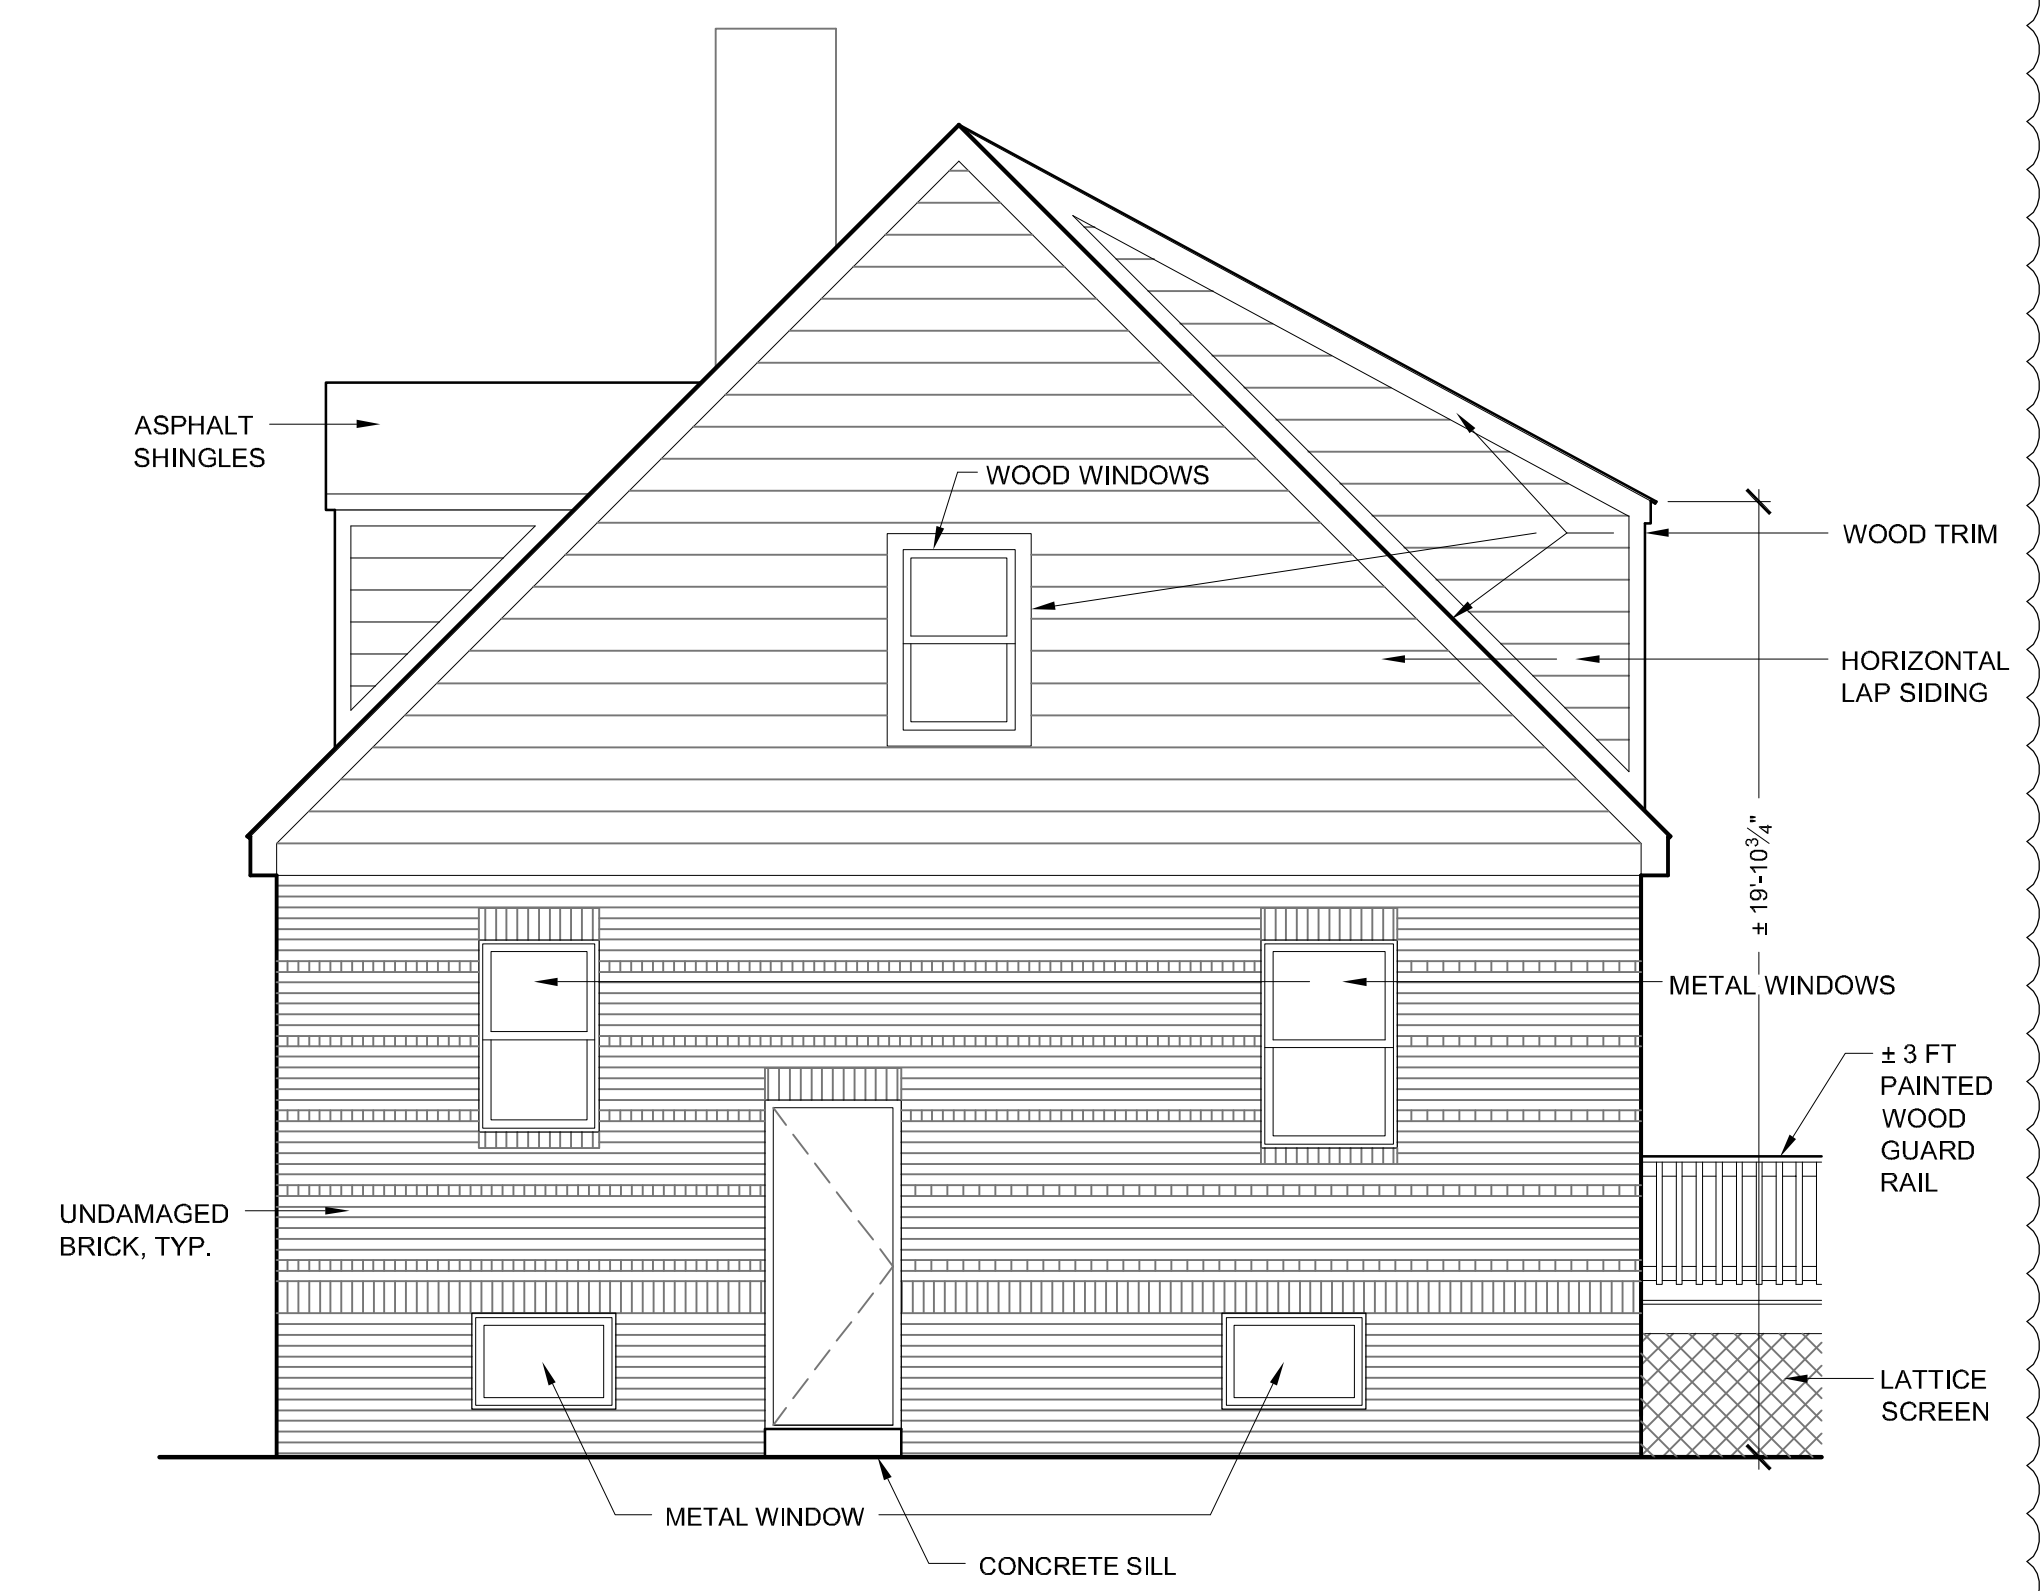 ASPHALT
SHINGLES
WOOD WINDOWS
WOOD TRIM
HORIZONTAL
LAP SIDING
± 19'-10¾"
METAL WINDOWS
± 3 FT
PAINTED
WOOD
GUARD
RAIL
UNDAMAGED
BRICK, TYP.
LATTICE
SCREEN
METAL WINDOW
CONCRETE SILL